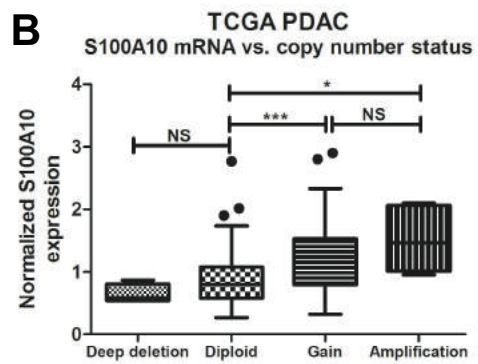 B
TCGA PDAC
S100A10 mRNA vs. copy number status
Normalized S100A10
expression
4
3
2
1
0
NS
***
*
NS
Deep deletion Diploid Gain Amplification